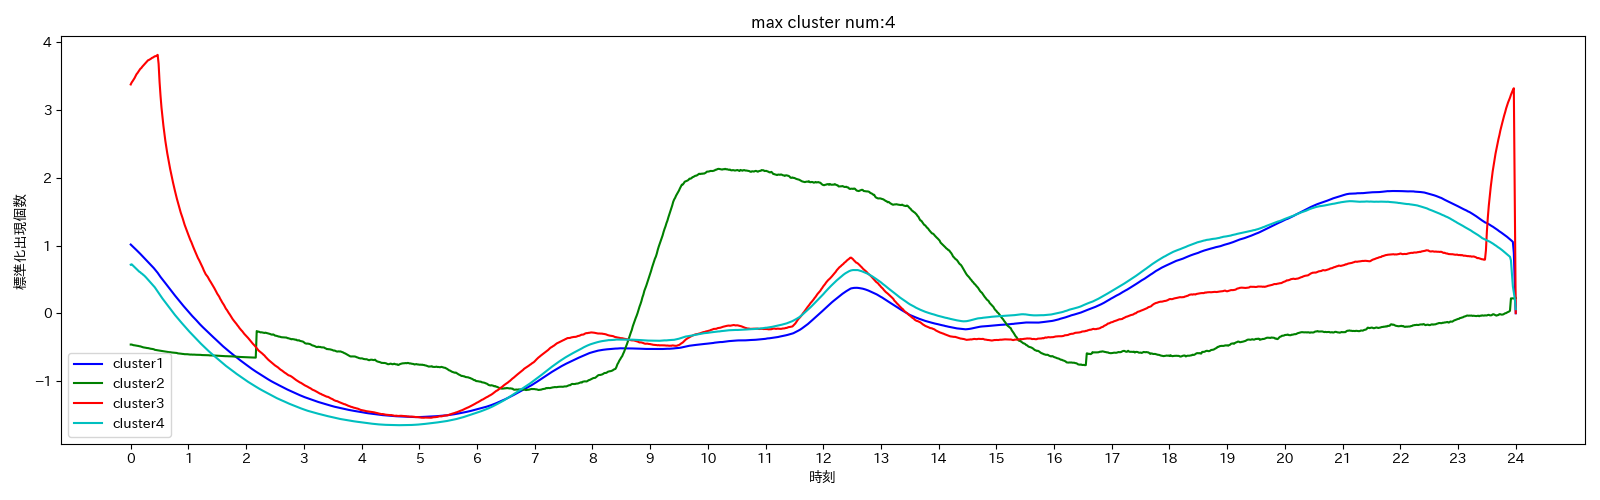 max cluster num:4
標準化出現個数
4
3
2
1
0
−1
cluster1
cluster2
cluster3
cluster4
0 1 2 3 4 5 6 7 8 9 10 11 12 13 14 15 16 17 18 19 20 21 22 23 24
時刻